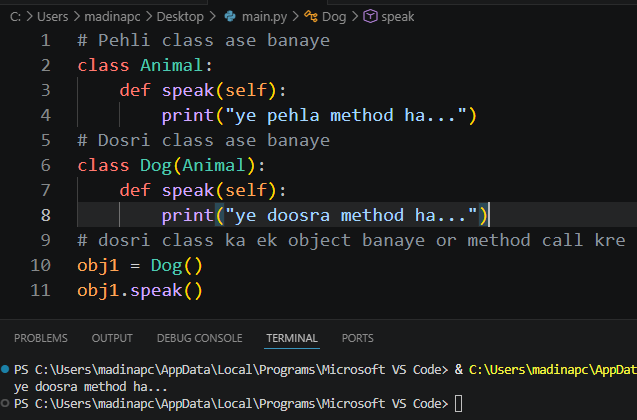 C: > Users > madinapc > Desktop > main.py > Dog > speak
1 # Pehli class ase banaye
2 class Animal:
3     def speak(self):
4         print("ye pehla method ha...")
5 # Dosri class ase banaye
6 class Dog(Animal):
7     def speak(self):
8         print("ye doosra method ha...")
9 # dosri class ka ek object banaye or method call kre
10 obj1 = Dog()
11 obj1.speak()
PROBLEMS OUTPUT DEBUG CONSOLE TERMINAL PORTS
PS C:\Users\madinapc\AppData\Local\Programs\Microsoft VS Code> & C:\Users\madinapc\AppDat
ye doosra method ha...
PS C:\Users\madinapc\AppData\Local\Programs\Microsoft VS Code>